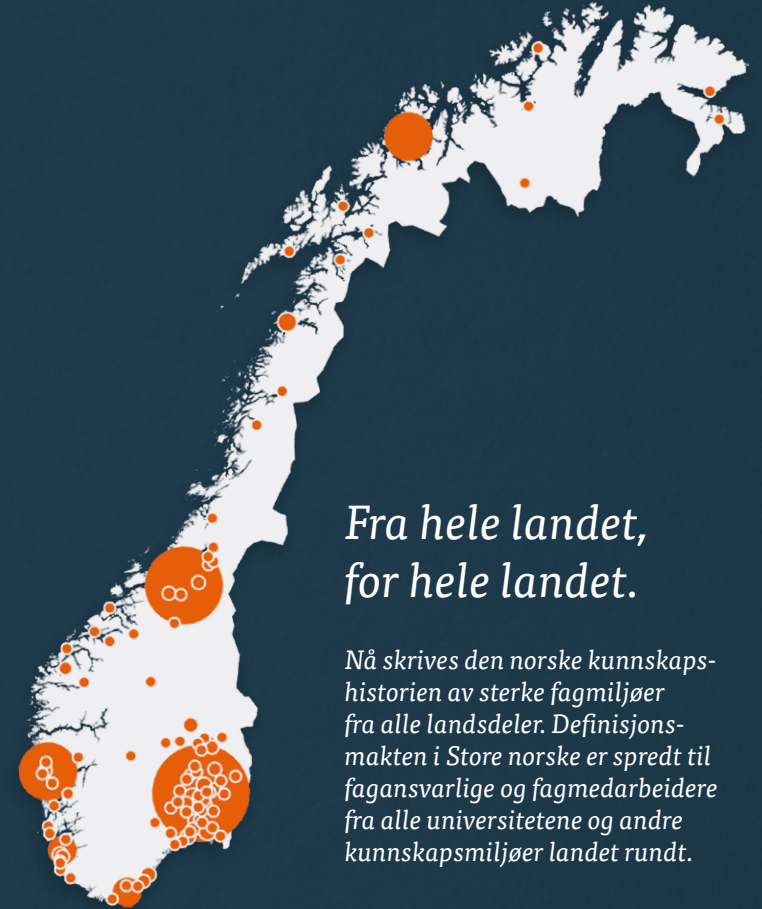 Fra hele landet,
for hele landet.
Nå skrives den norske kunnskaps-
historien av sterke fagmiljøer
fra alle landsdeler. Definisjons-
makten i Store norske er spredt til
fagansvarlige og fagmedarbeidere
fra alle universitetene og andre
kunnskapsmiljøer landet rundt.